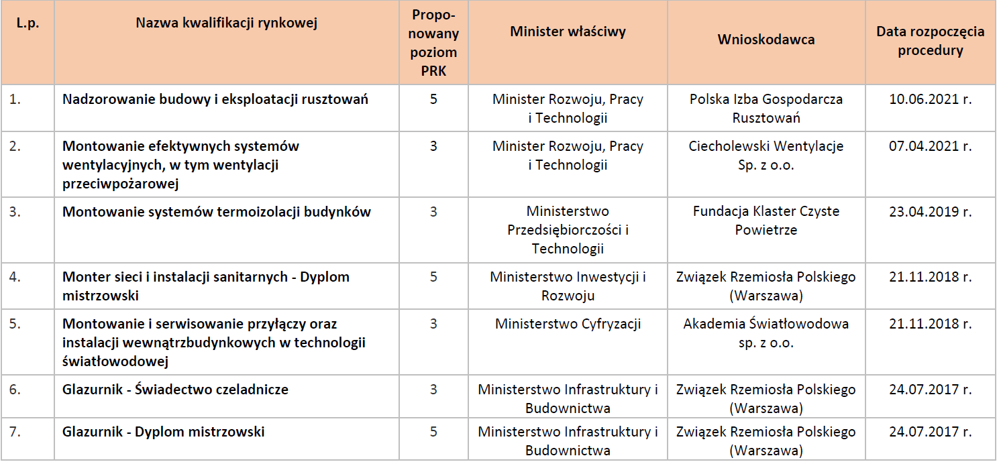 L.p.
Nazwa kwalifikacji rynkowej
Propo-
nowany
poziom
PRK
Minister właściwy
Wnioskodawca
Data rozpoczęcia
procedury
1.
Nadzorowanie budowy i eksploatacji rusztowań
5
Minister Rozwoju, Pracy
i Technologii
Polska Izba Gospodarcza
Rusztowań
10.06.2021 r.
2.
Montowanie efektywnych systemów
wentylacyjnych, w tym wentylacji
przeciwpożarowej
3
Minister Rozwoju, Pracy
i Technologii
Ciecholewski Wentylacje
Sp. z o.o.
07.04.2021 r.
3.
Montowanie systemów termoizolacji budynków
3
Ministerstwo
Przedsiębiorczości i
Technologii
Fundacja Klaster Czyste
Powietrze
23.04.2019 r.
4.
Monter sieci i instalacji sanitarnych - Dyplom
mistrzowski
5
Ministerstwo Inwestycji i
Rozwoju
Związek Rzemiosła Polskiego
(Warszawa)
21.11.2018 r.
5.
Montowanie i serwisowanie przyłączy oraz
instalacji wewnątrzbudynkowych w technologii
światłowodowej
3
Ministerstwo Cyfryzacji
Akademia Światłowodowa
sp. z o.o.
21.11.2018 r.
6.
Glazurnik - Świadectwo czeladnicze
3
Ministerstwo Infrastruktury i
Budownictwa
Związek Rzemiosła Polskiego
(Warszawa)
24.07.2017 r.
7.
Glazurnik - Dyplom mistrzowski
5
Ministerstwo Infrastruktury i
Budownictwa
Związek Rzemiosła Polskiego
(Warszawa)
24.07.2017 r.